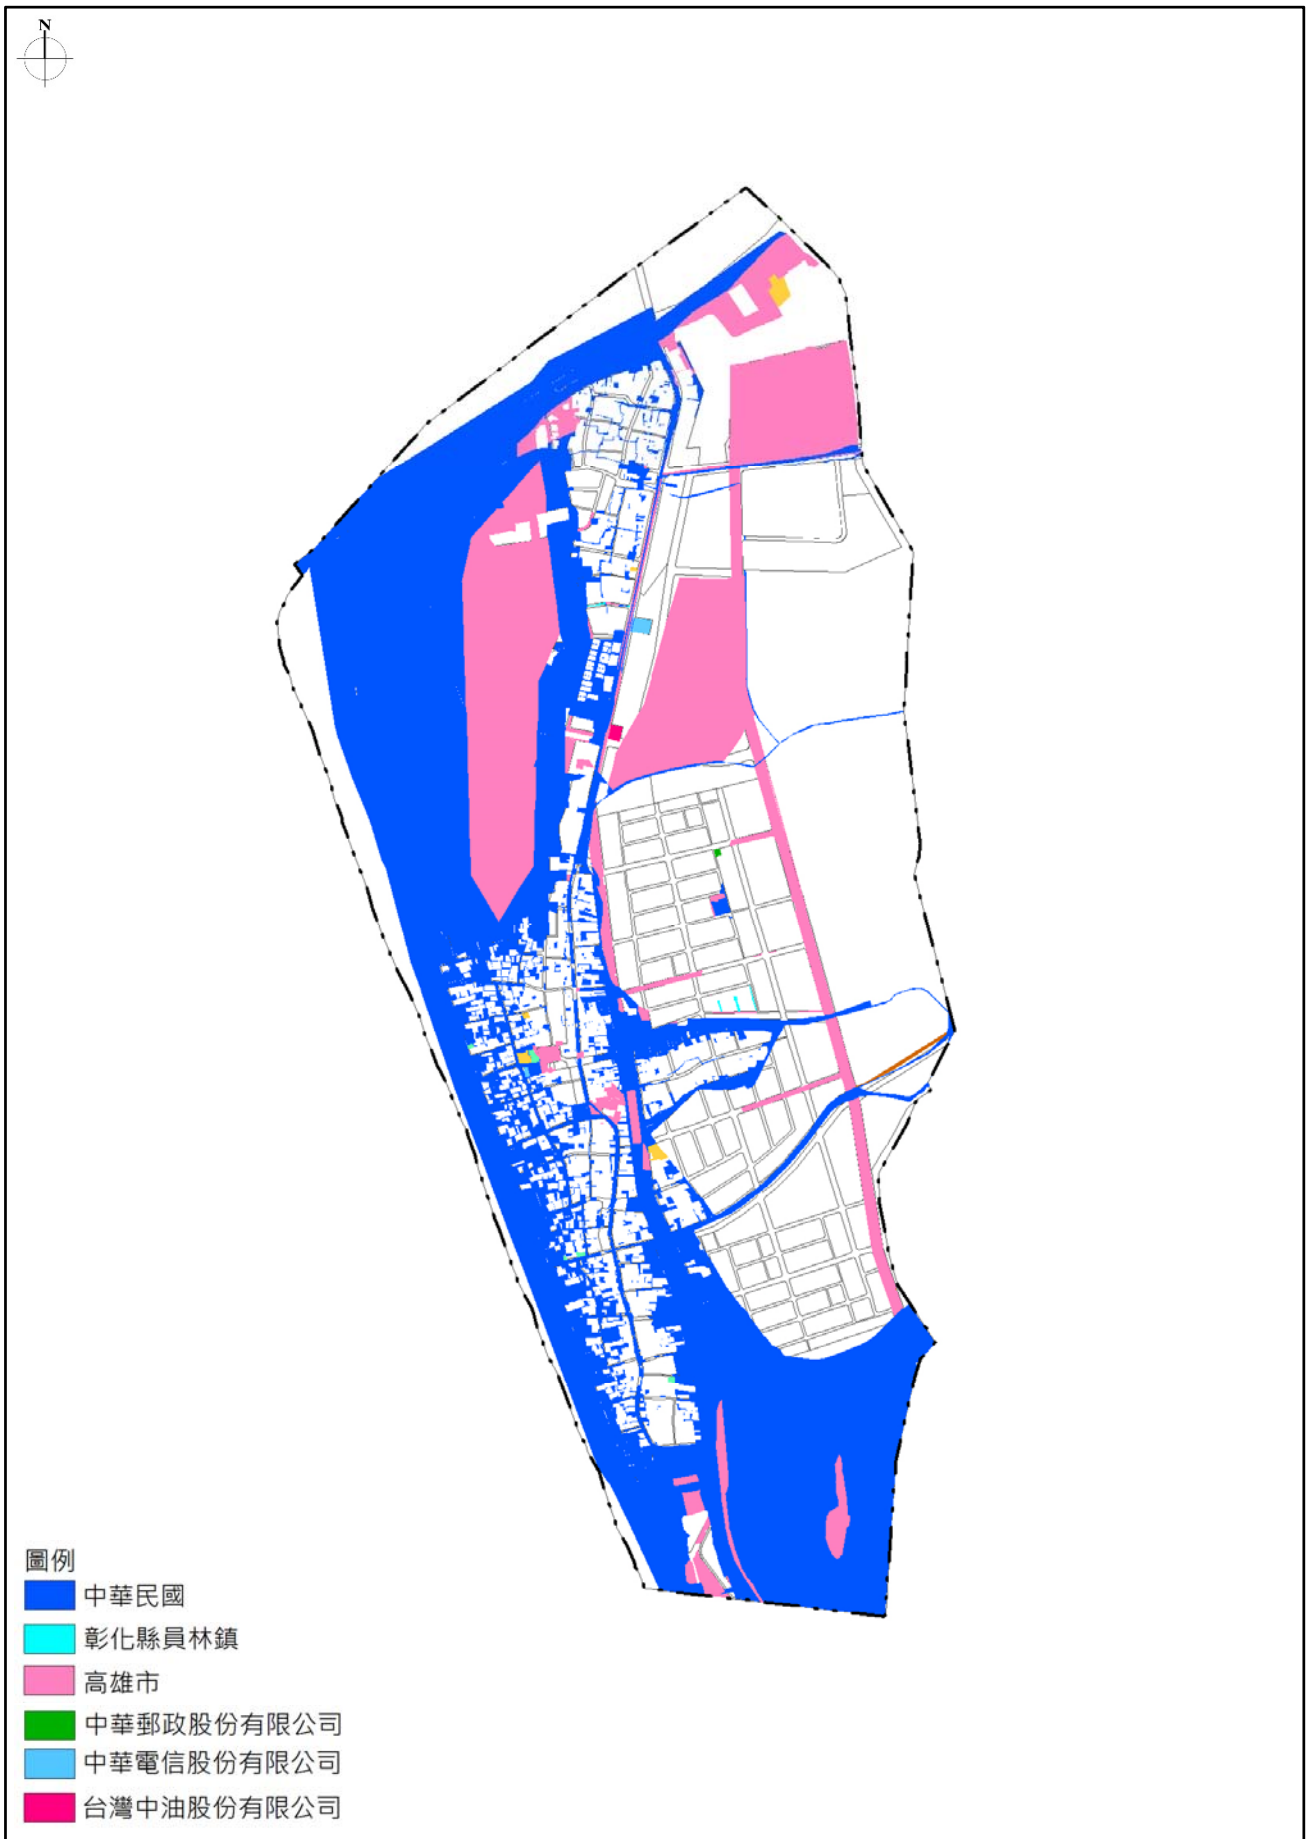 N
圖例
中華民國
彰化縣員林鎮
高雄市
中華郵政股份有限公司
中華電信股份有限公司
台灣中油股份有限公司